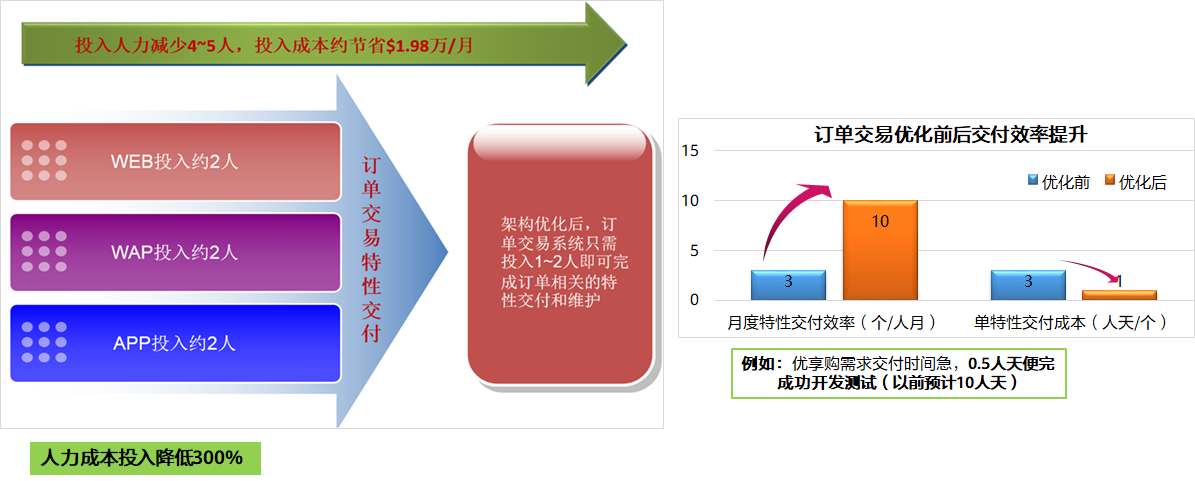 投入人力减少4~5人，投入成本约节省$1.98万/月
WEB投入约2人
WAP投入约2人
APP投入约2人
订单交易特性交付
架构优化后，订
单交易系统只需
投入1~2人即可完
成订单相关的特
性交付和维护
人力成本投入降低300%
订单交易优化前后交付效率提升
15
10
5
0
优化前
优化后
3
10
3
1
月度特性交付效率（个/人月）
单特性交付成本（人天/个）
例如：优享购需求交付时间急，0.5人天便完
成功开发测试（以前预计10人天）